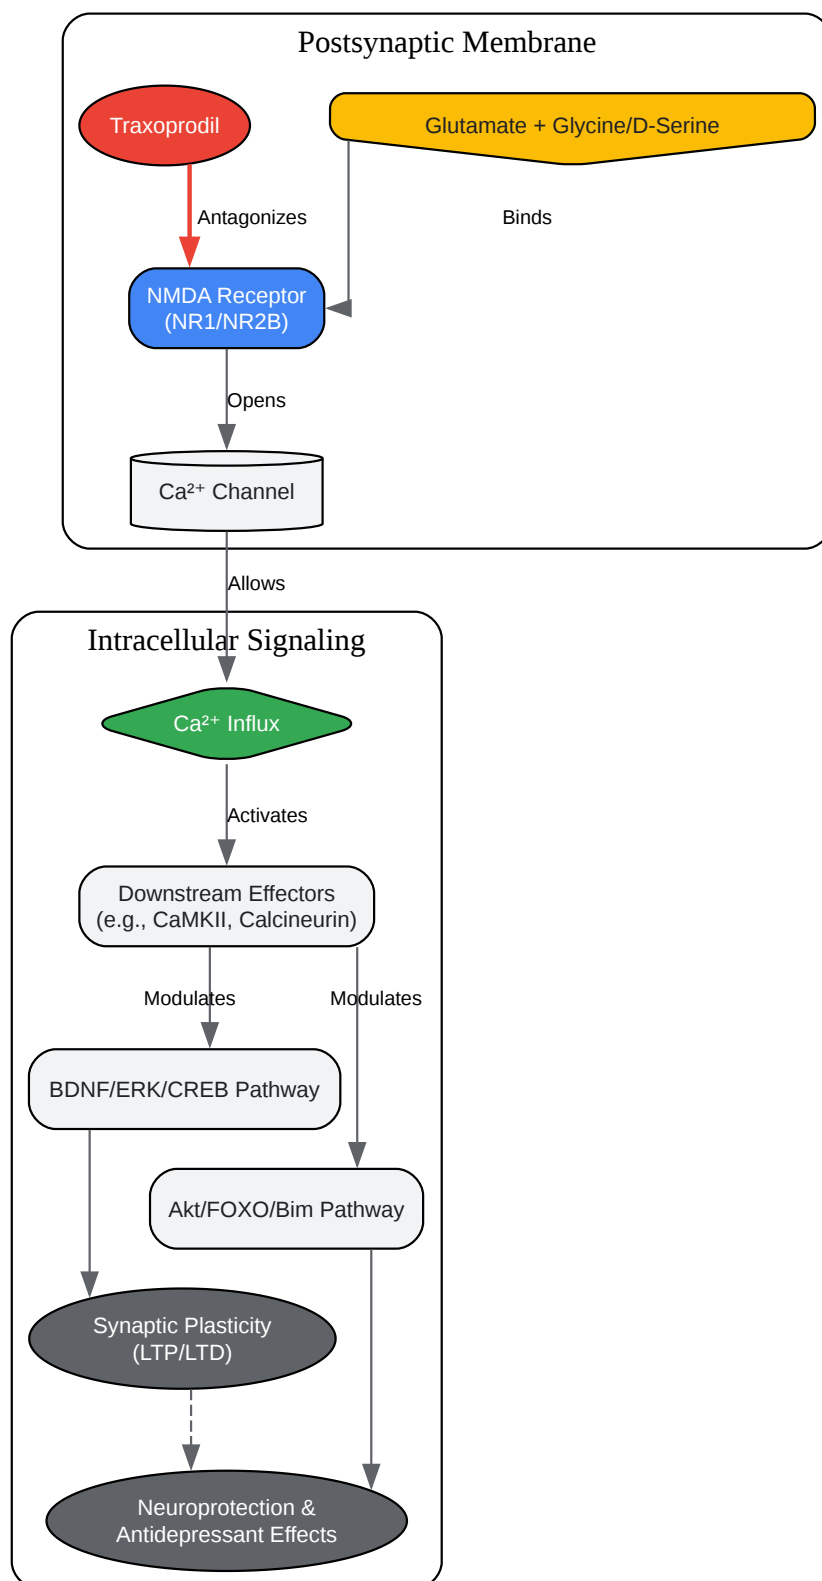 Postsynaptic Membrane
Traxoprodil
Glutamate + Glycine/D-Serine
Antagonizes
Binds
NMDA Receptor
(NR1/NR2B)
Opens
Ca²⁺ Channel
Allows
Intracellular Signaling
Ca²⁺ Influx
Activates
Downstream Effectors
(e.g., CaMKII, Calcineurin)
Modulates
Modulates
BDNF/ERK/CREB Pathway
Akt/FOXO/Bim Pathway
Synaptic Plasticity
(LTP/LTD)
Neuroprotection &
Antidepressant Effects